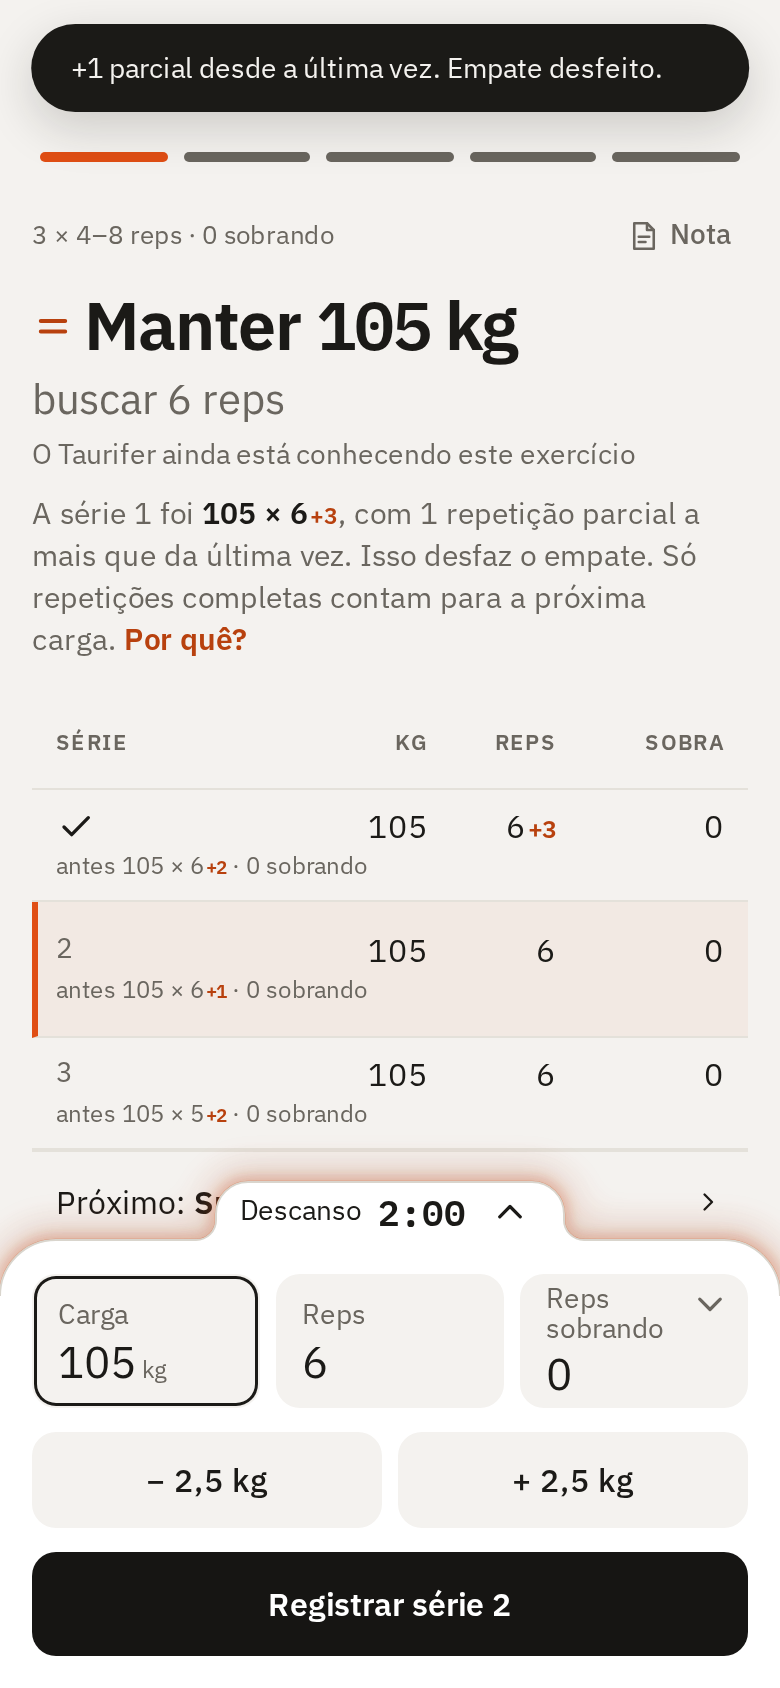 +1 parcial desde a última vez. Empate desfeito.
3 × 4–8 reps · 0 sobrando
Nota
= Manter 105 kg
buscar 6 reps
O Taurifer ainda está conhecendo este exercício
A série 1 foi 105 × 6+3, com 1 repetição parcial a
mais que da última vez. Isso desfaz o empate. Só
repetições completas contam para a próxima
carga. Por quê?
SÉRIE KG REPS SOBRA
105 6+3 0
antes 105 × 6+2 · 0 sobrando
2 105 6 0
antes 105 × 6+1 · 0 sobrando
3 105 6 0
antes 105 × 5+2 · 0 sobrando
Próximo:
Descanso 2:00
Carga
105 kg
Reps
6
Reps
sobrando
0
− 2,5 kg
+ 2,5 kg
Registrar série 2